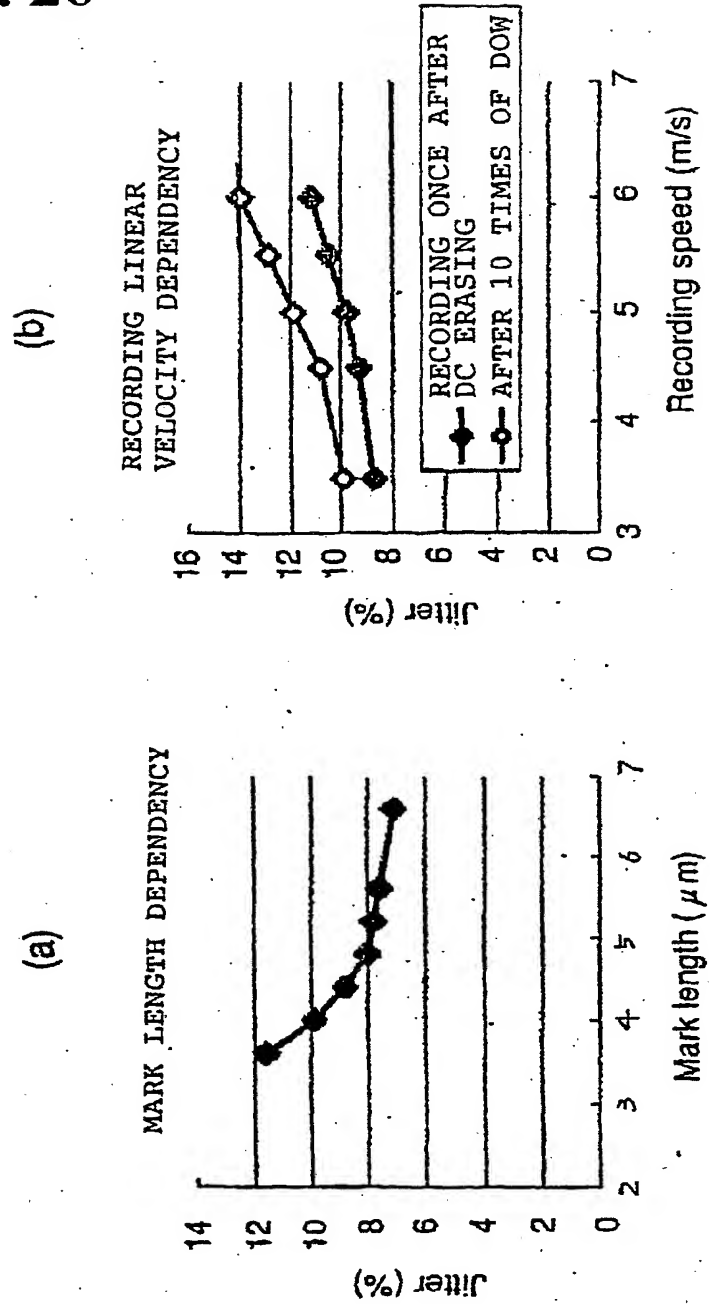 (a)
MARK LENGTH DEPENDENCY
Jitter (%)
14
12
10
8
6
4
2
0
2
3
4
5
6
7
Mark length (μm)
(b)
RECORDING LINEAR
VELOCITY DEPENDENCY
Jitter (%)
16
14
12
10
8
6
4
2
0
3
4
5
6
7
Recording speed (m/s)
RECORDING ONCE AFTER
DC ERASING
AFTER 10 TIMES OF DOW